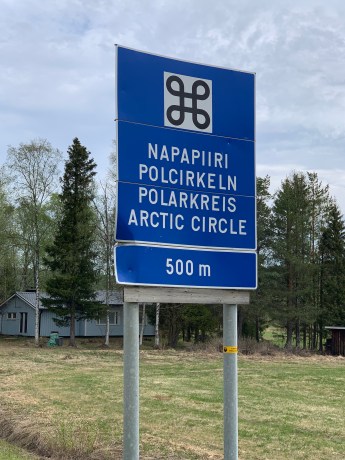 NAPAPIIRI
POLCIRKELN
POLARKREIS
ARCTIC CIRCLE
500 m